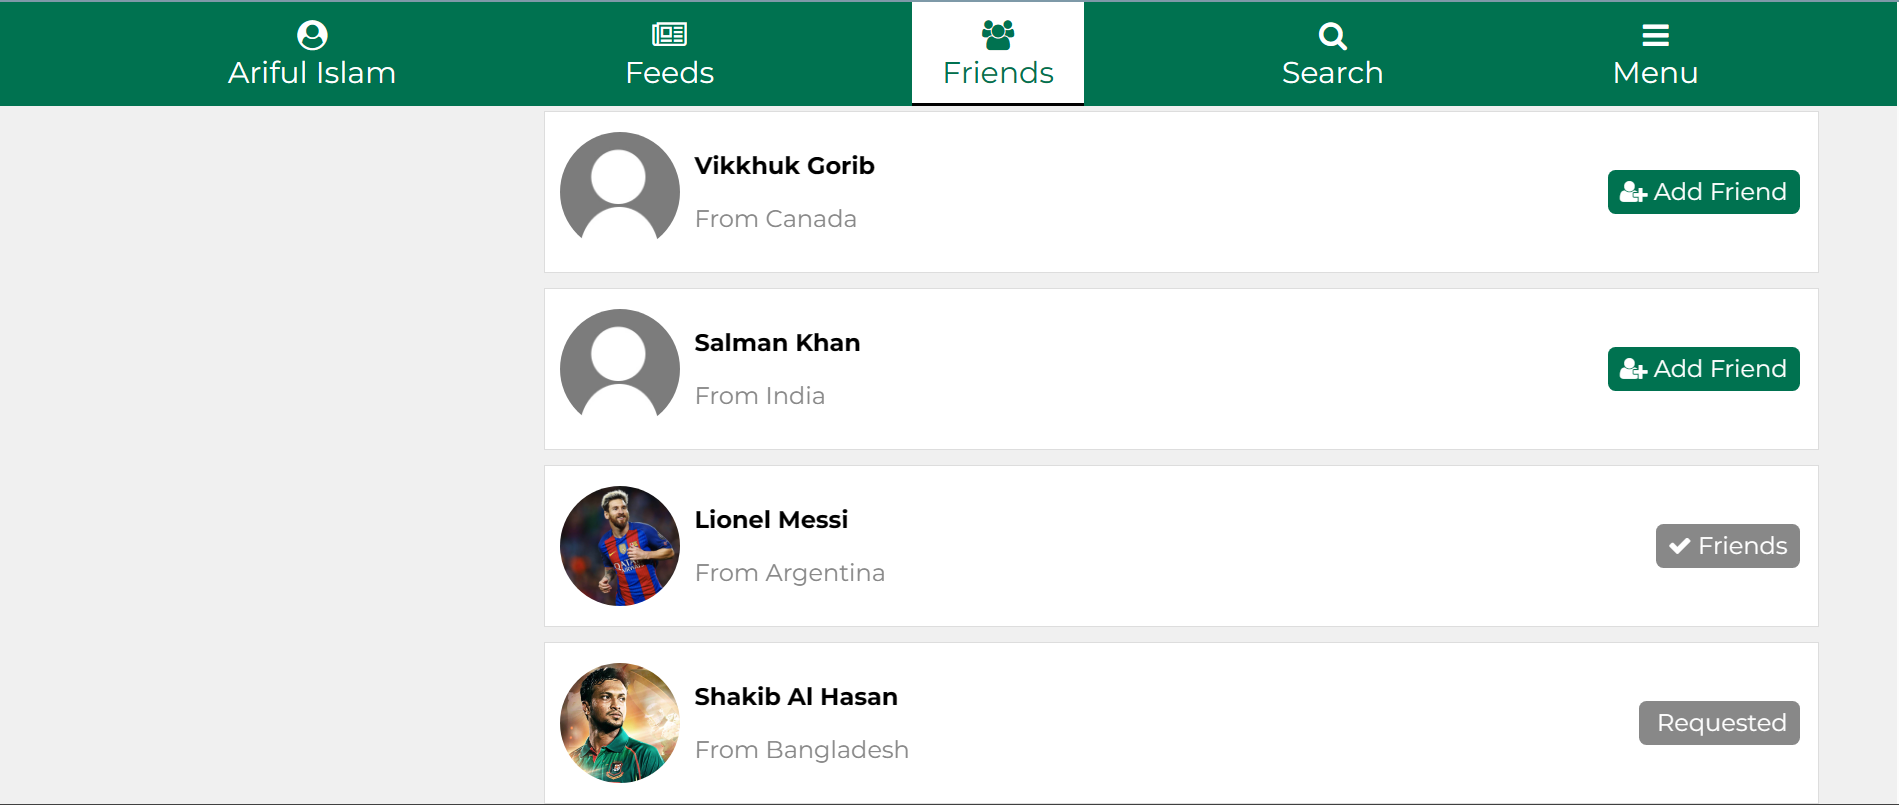 Ariful Islam
Feeds
Friends
Search
Menu
Vikkhuk Gorib
From Canada
Add Friend
Salman Khan
From India
Add Friend
Lionel Messi
From Argentina
Friends
Shakib Al Hasan
From Bangladesh
Requested